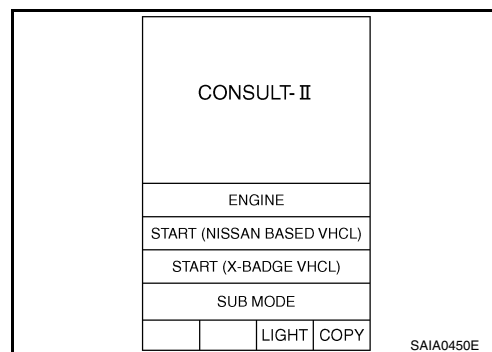 CONSULT-II
ENGINE
START (NISSAN BASED VHCL)
START (X-BADGE VHCL)
SUB MODE
LIGHT COPY
SAIA0450E